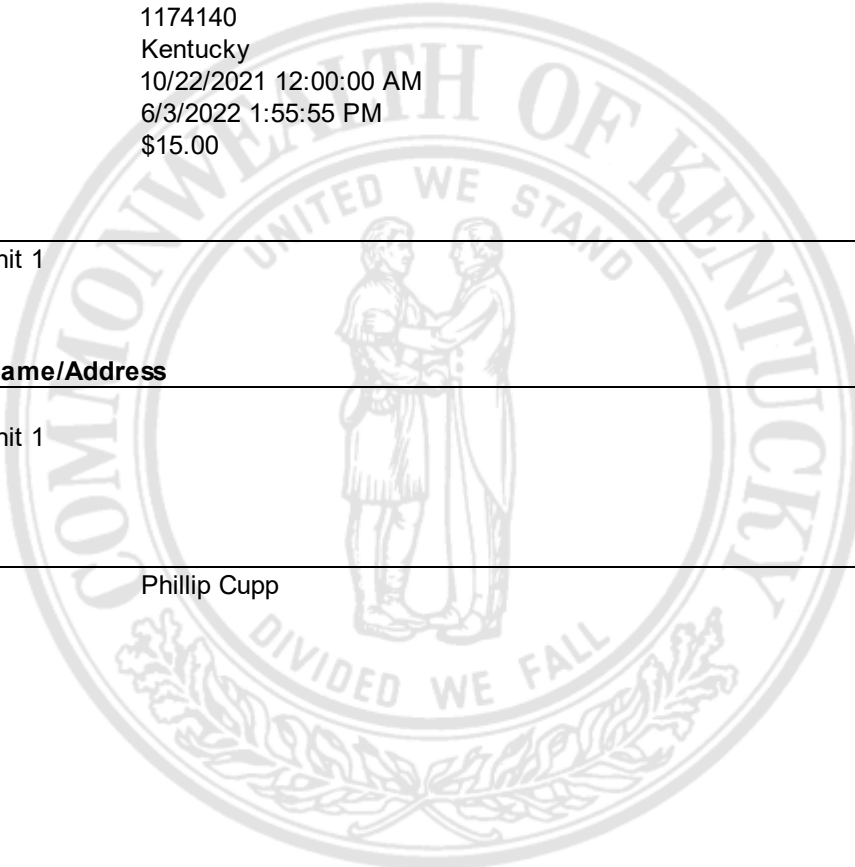 1174140
Kentucky
10/22/2021 12:00:00 AM
6/3/2022 1:55:55 PM
$15.00
COMMONWEALTH OF KENTUCKY
UNITED WE STAND
nit 1
ame/Address
nit 1
Phillip Cupp
DIVIDED WE FALL